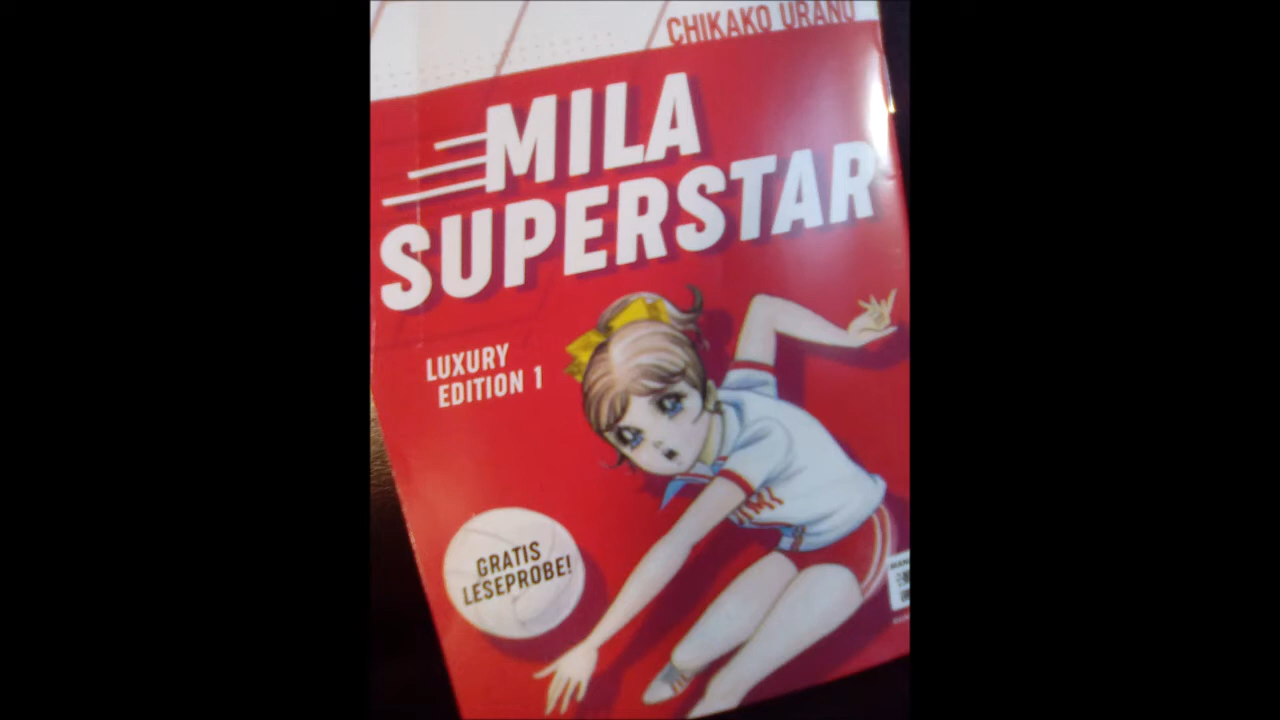 CHIKAKO URANO
MILA
SUPERSTAR
LUXURY
EDITION 1
GRATIS
LESEPROBE!